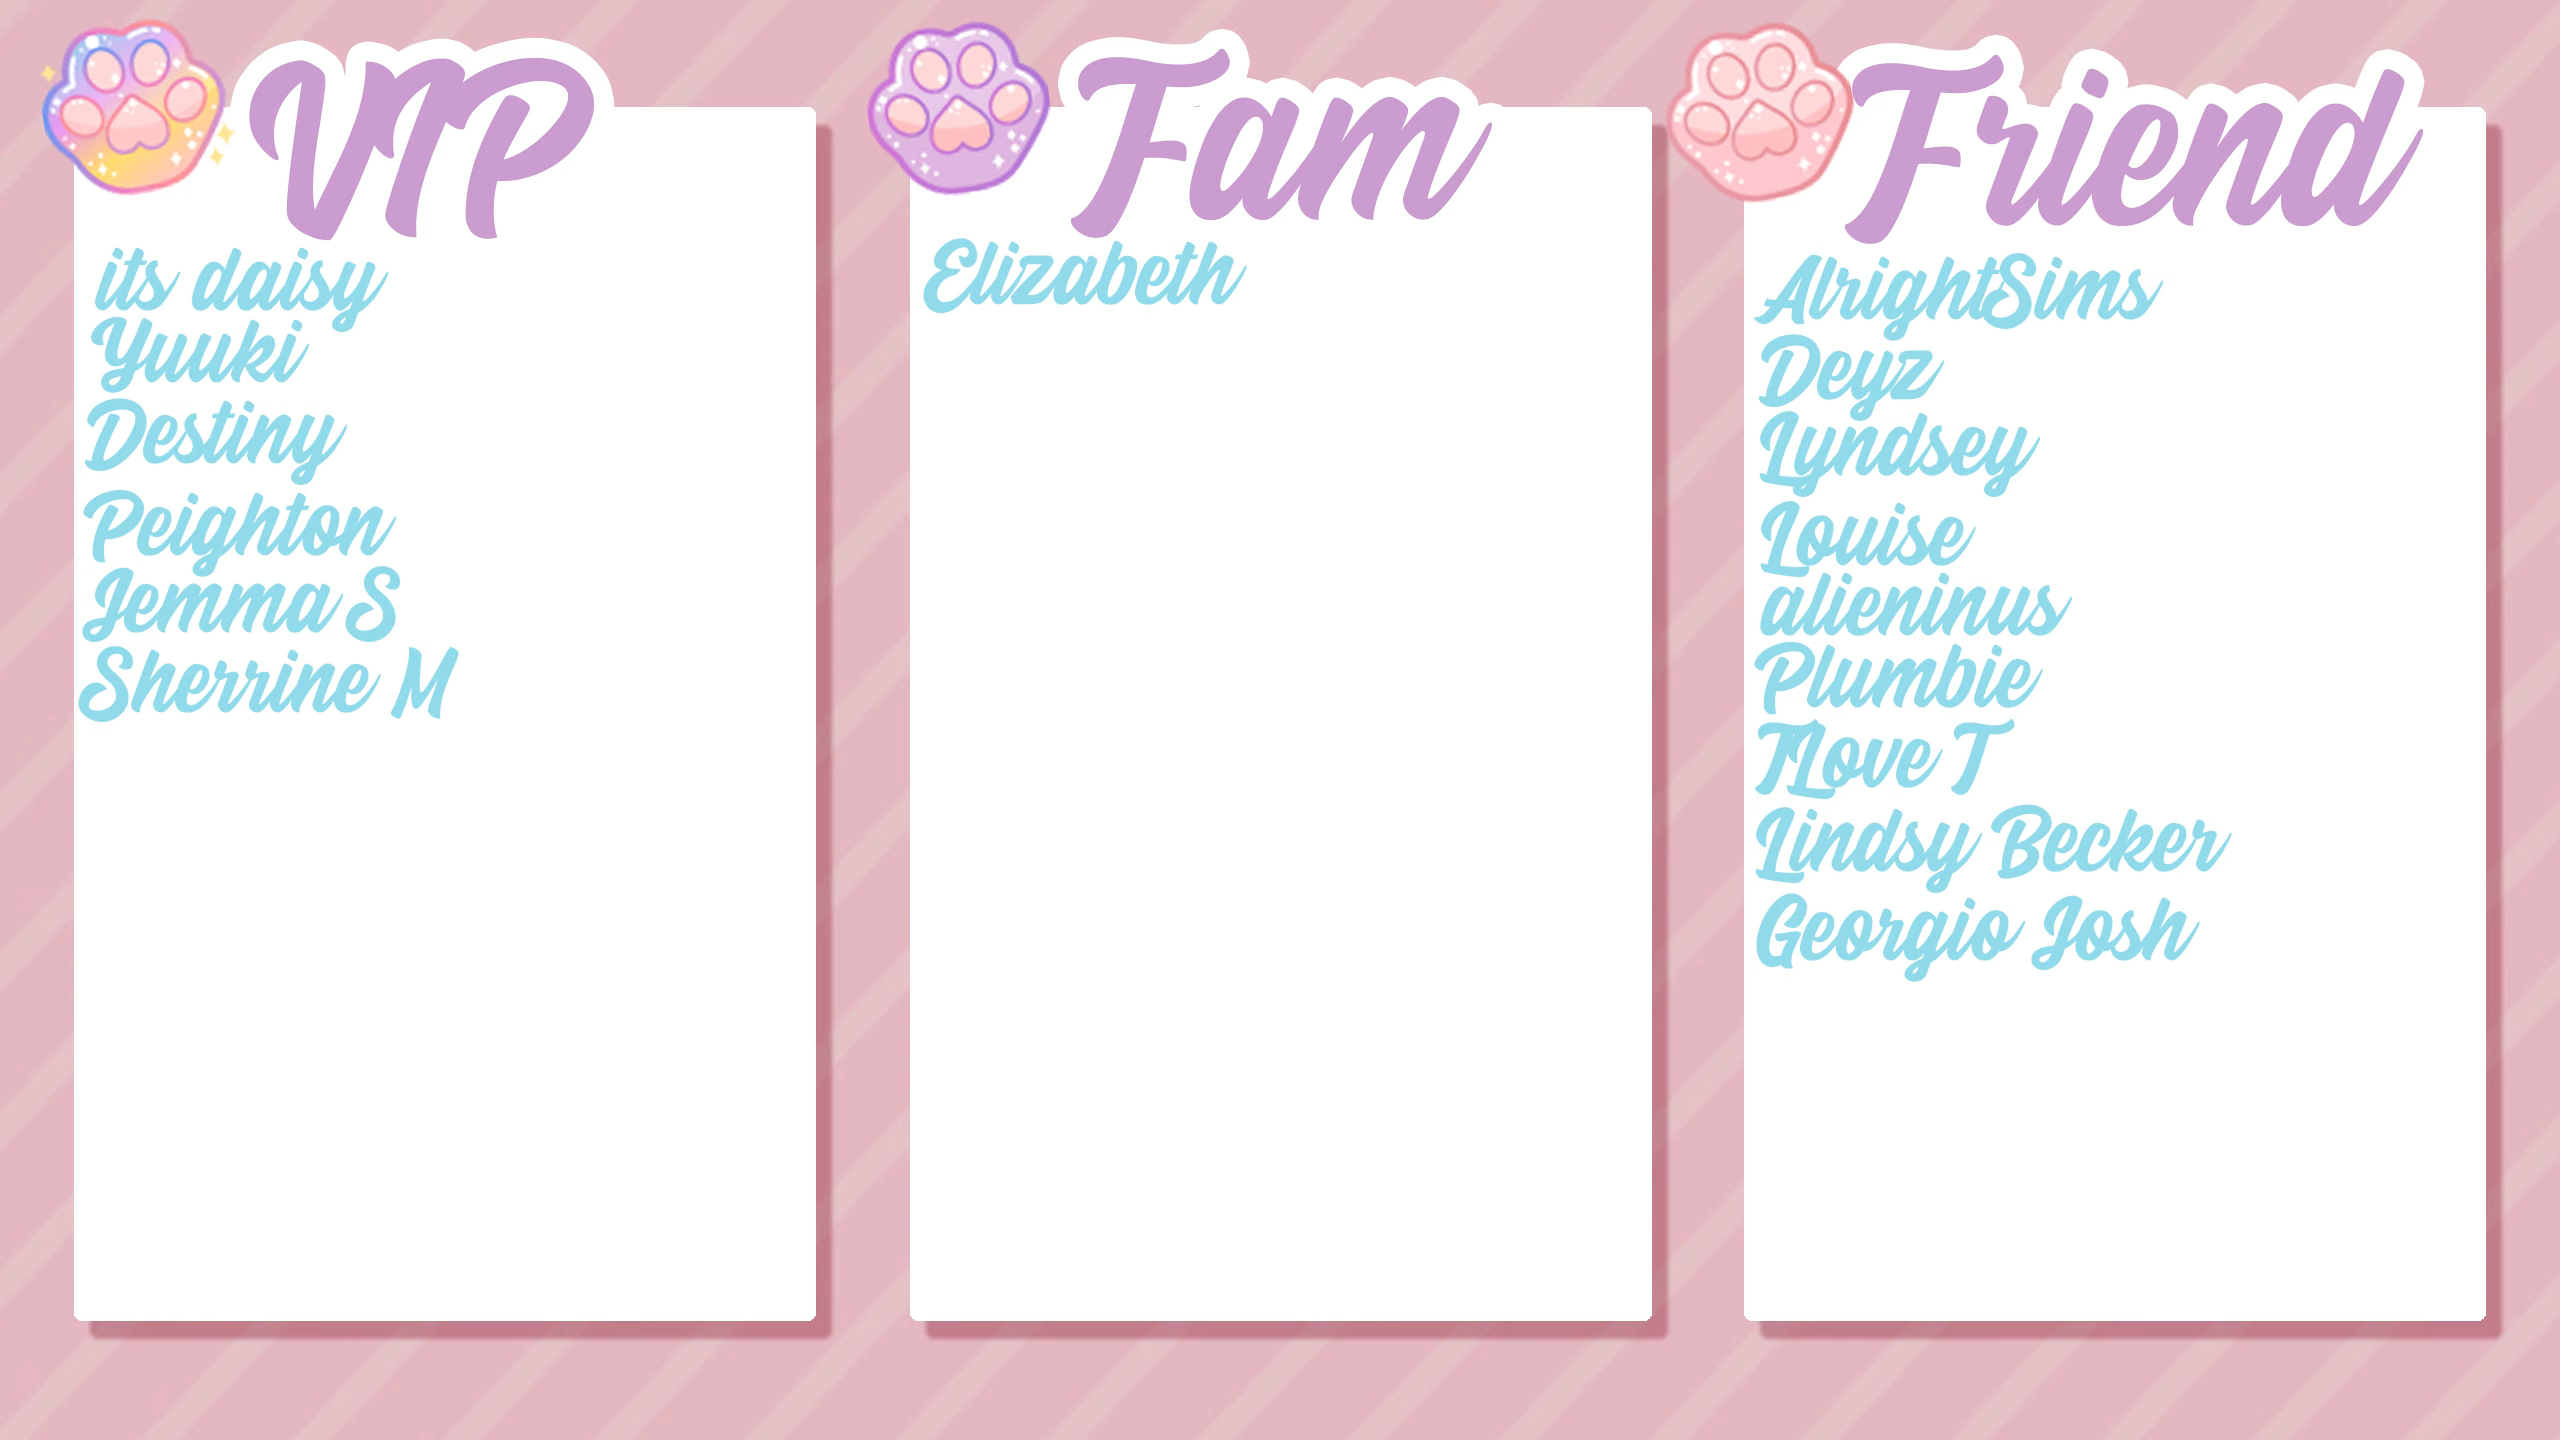 VIP
its daisy
Yuuki
Destiny
Peighton
Jemma S
Sherrine M
Fam
Elizabeth
Friend
AlrightSims
Deyz
Lyndsey
Louise
alieninus
Plumbie
TLove T
Lindsy Becker
Georgio Josh